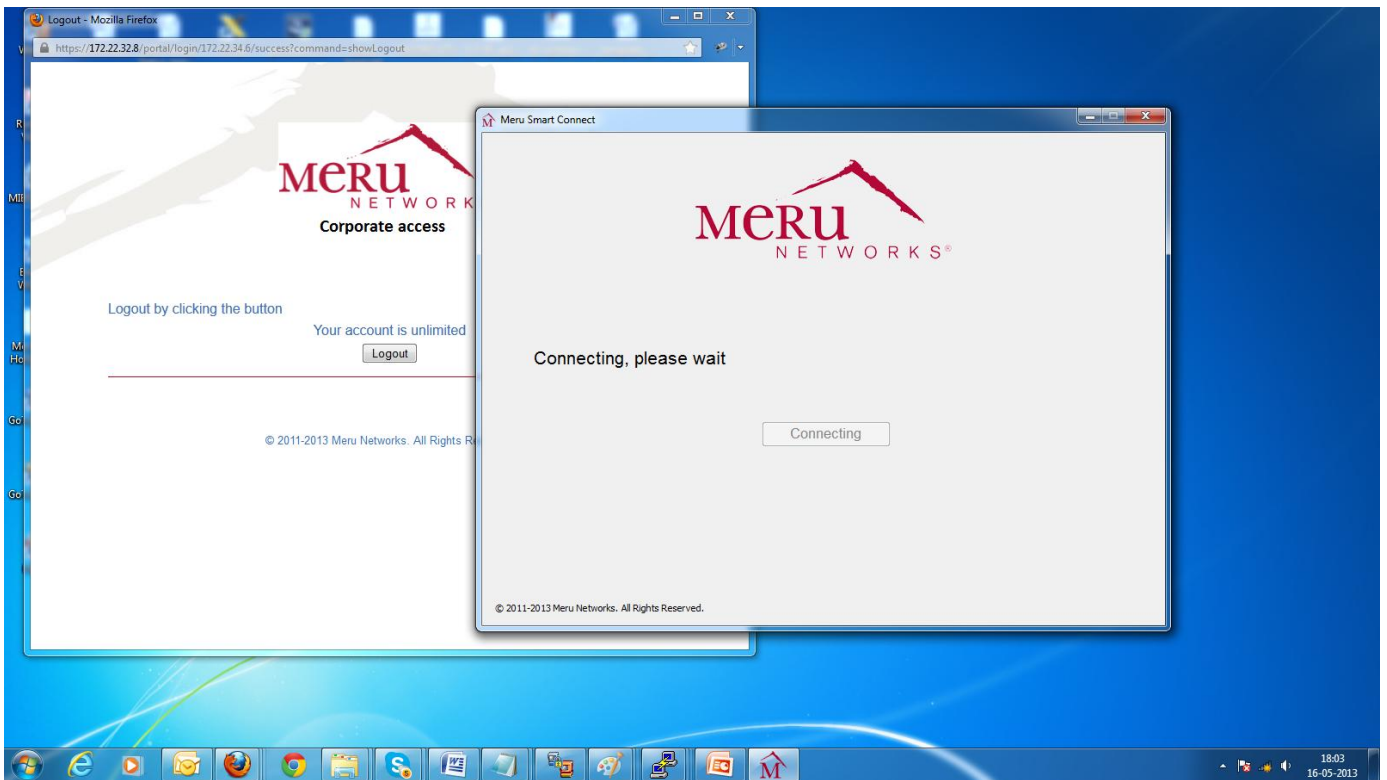 Logout - Mozilla Firefox
https://172.22.32.8/portal/login/172.22.34.6/success?command=showLogout
MERU
NETWORK
Corporate access
Logout by clicking the button
Your account is unlimited
Logout
© 2011-2013 Meru Networks. All Rights R
Meru Smart Connect
MERU
NETWORKS®
Connecting, please wait
Connecting
© 2011-2013 Meru Networks. All Rights Reserved.
18:03
16-05-2013